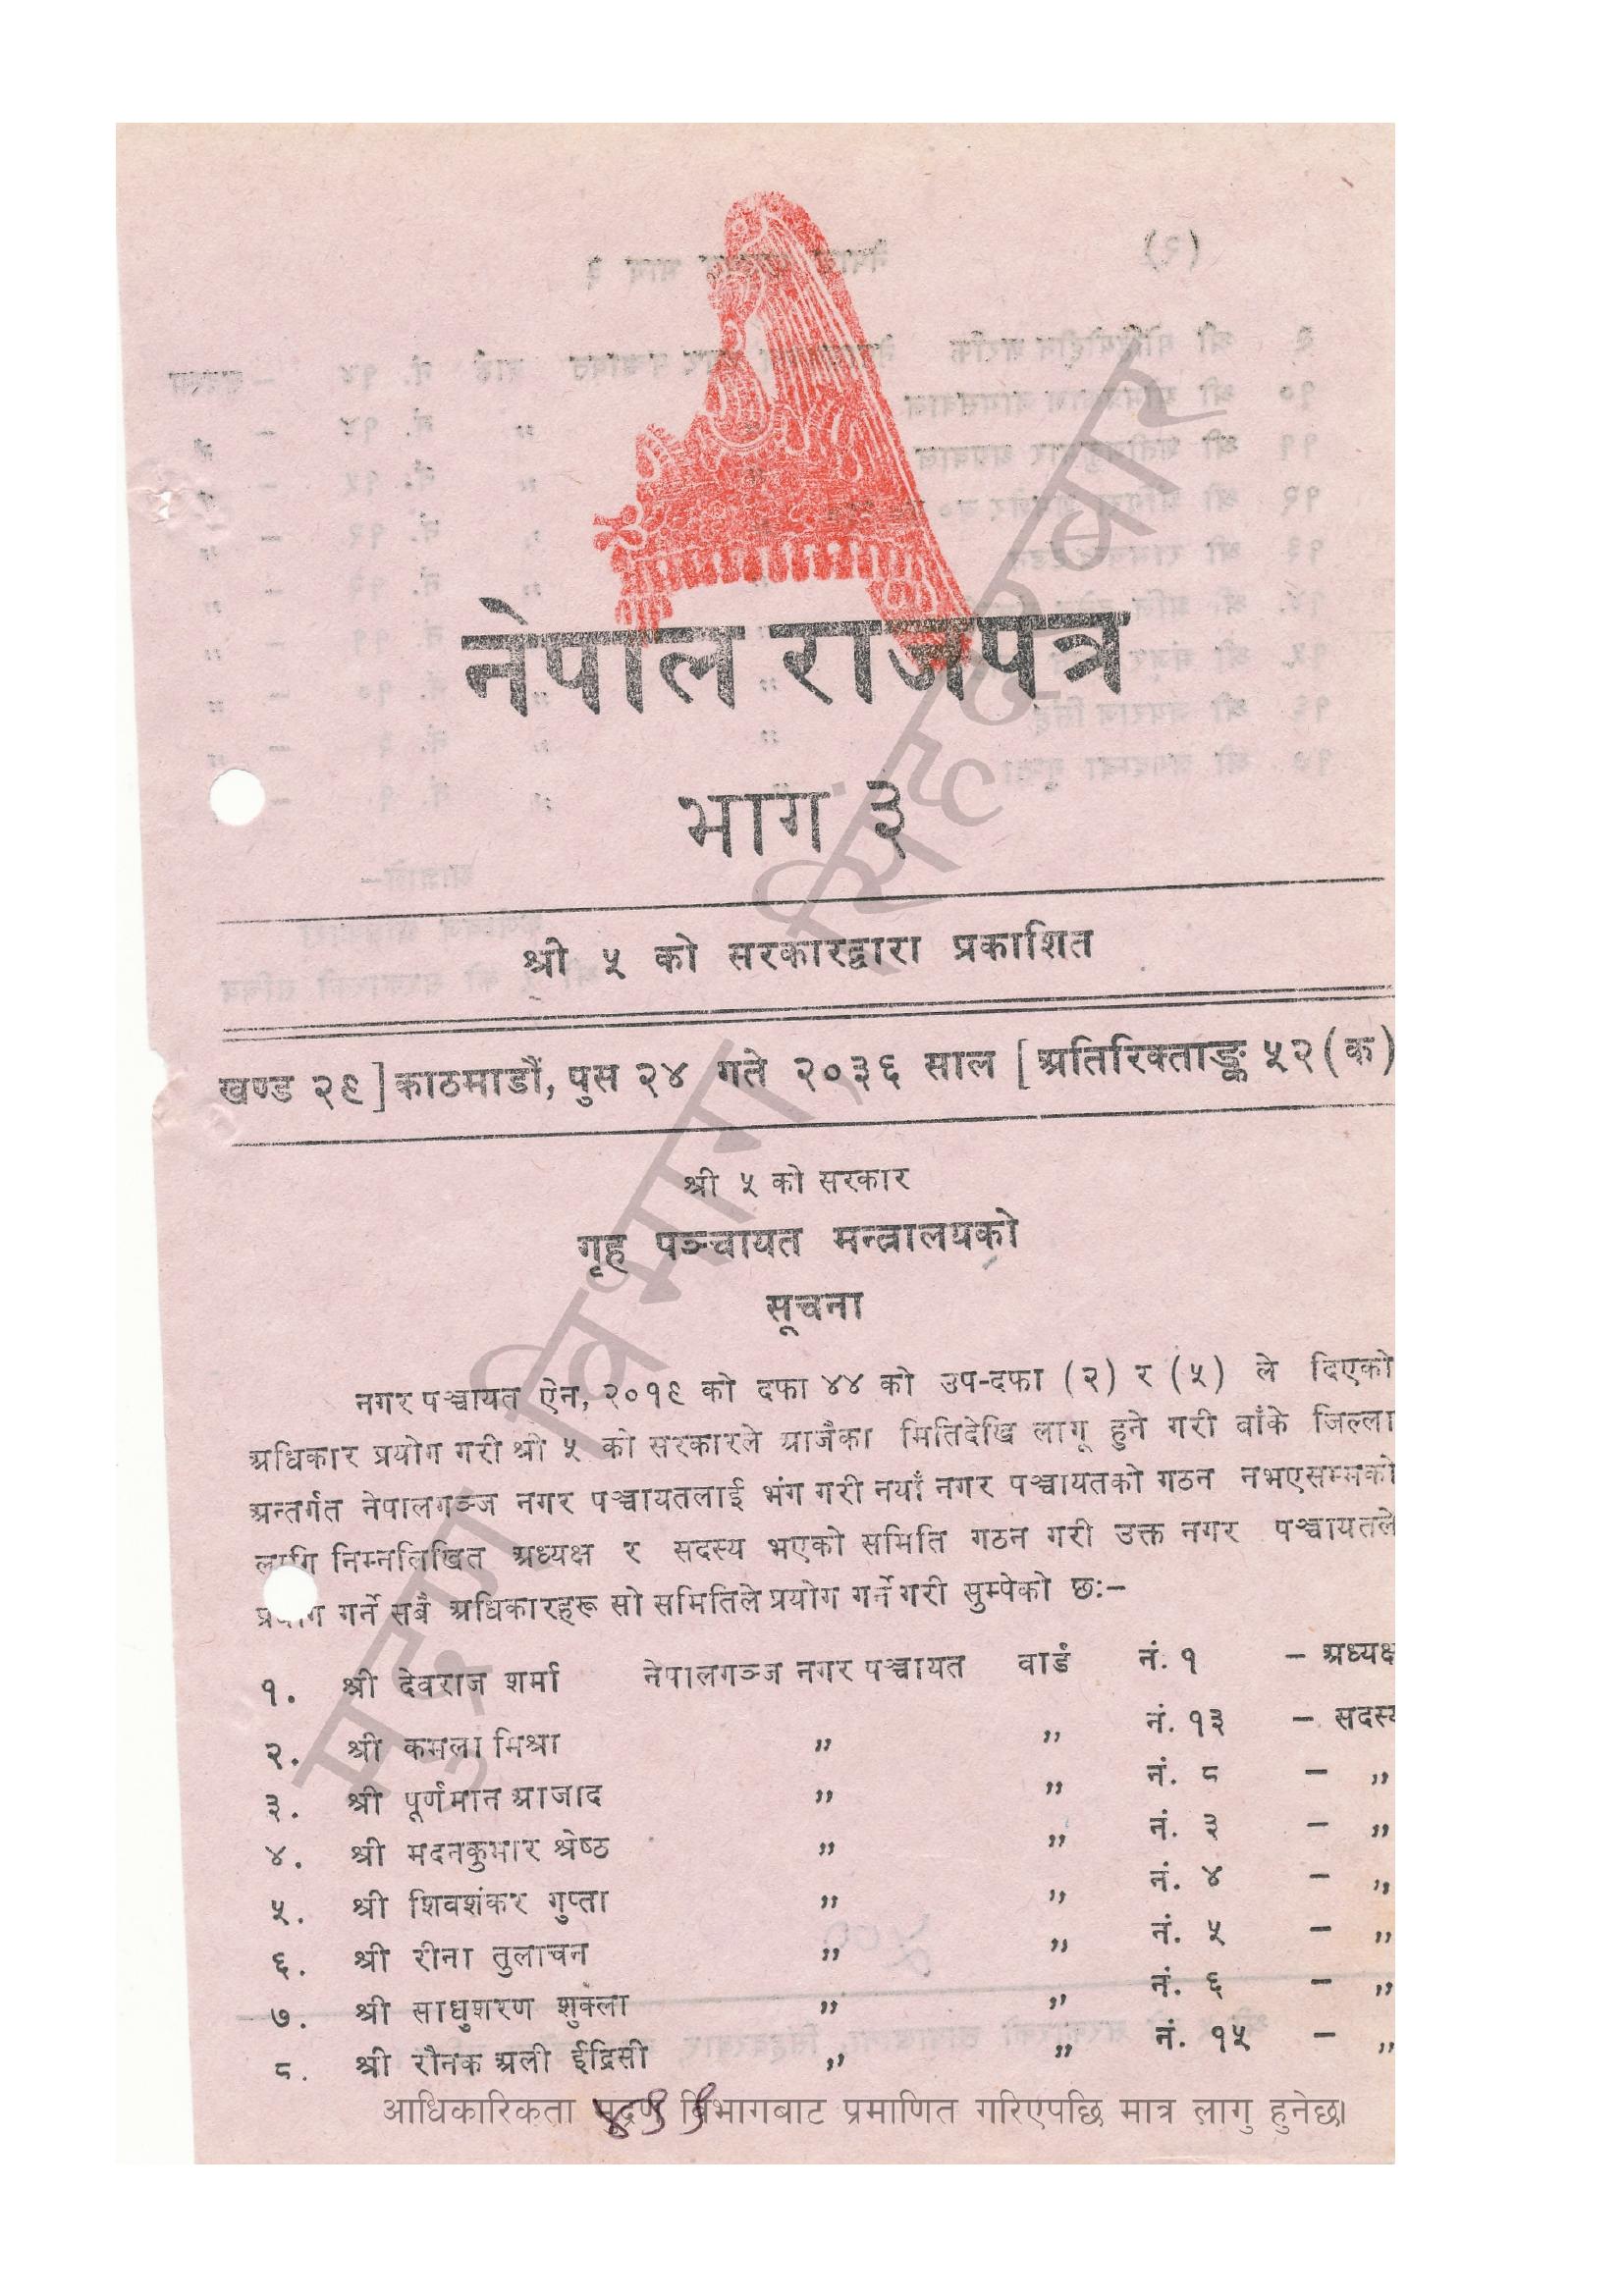 नेपाल राजपत्र
भाग ३
श्री ५ को सरकारद्वारा प्रकाशित
खण्ड २९] काठमाडौं, पुस २४ गते २०३६ साल [अतिरिक्ताङ्क ५२(क)
श्री ५ को सरकार
गृह पञ्चायत मन्त्रालयको
सूचना
नगर पञ्चायत ऐन, २०१९ को दफा ४४ को उप-दफा (२) र (५) ले दिएको
अधिकार प्रयोग गरी श्री ५ को सरकारले आजैका मितिदेखि लागू हुने गरी बाँके जिल्ला
अन्तर्गत नेपालगञ्ज नगर पञ्चायतलाई भंग गरी नयाँ नगर पञ्चायतको गठन नभएसम्मको
लागि निम्नलिखित अध्यक्ष र सदस्य भएको समिति गठन गरी उक्त नगर पञ्चायतले
प्रयोग गर्ने सबै अधिकारहरू सो समितिले प्रयोग गर्ने गरी सुम्पेको छः–
१. श्री देवराज शर्मा नेपालगञ्ज नगर पञ्चायत वार्ड नं. १ – अध्यक्ष
२. श्री कमला मिश्रा ,, ,, नं. १३ – सदस्य
३. श्री पूर्णमान आजाद ,, ,, नं. ८ – ,,
४. श्री मदनकुमार श्रेष्ठ ,, ,, नं. ३ – ,,
५. श्री शिवशंकर गुप्ता ,, ,, नं. ४ – ,,
६. श्री रीना तुलाचन ,, ,, नं. ५ – ,,
७. श्री साधुशरण शुक्ला ,, ,, नं. ६ – ,,
८. श्री रौनक अली ईद्रिसी ,, ,, नं. १५ – ,,
आधिकारिकता मुद्रण विभागबाट प्रमाणित गरिएपछि मात्र लागु हुनेछ।
मुद्रण विभाग, सिंहदरबार